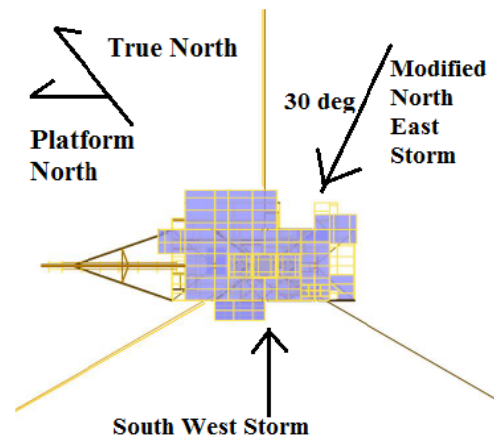 True North
Platform
North
30 deg
Modified
North
East
Storm
South West Storm